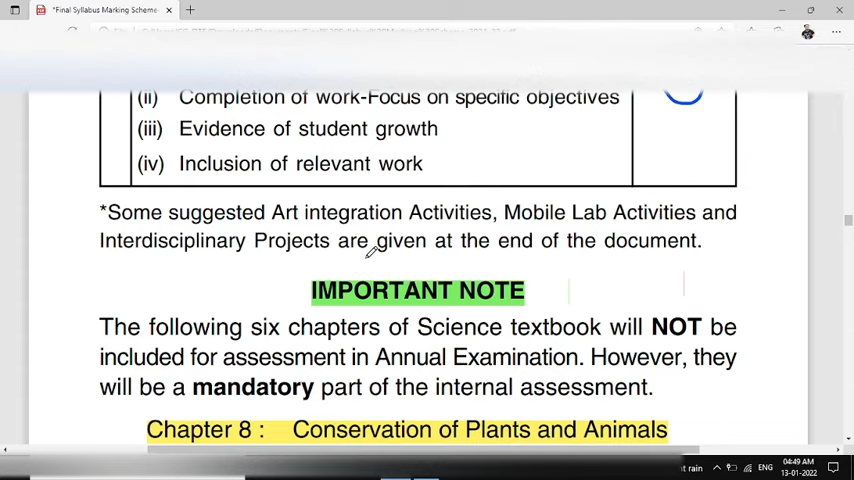 *Final Syllabus Marking Scheme
(ii) Completion of work-Focus on specific objectives
(iii) Evidence of student growth
(iv) Inclusion of relevant work
*Some suggested Art integration Activities, Mobile Lab Activities and
Interdisciplinary Projects are given at the end of the document.
IMPORTANT NOTE
The following six chapters of Science textbook will NOT be
included for assessment in Annual Examination. However, they
will be a mandatory part of the internal assessment.
Chapter 8 : Conservation of Plants and Animals
rain ENG 04:49 AM
13-01-2022